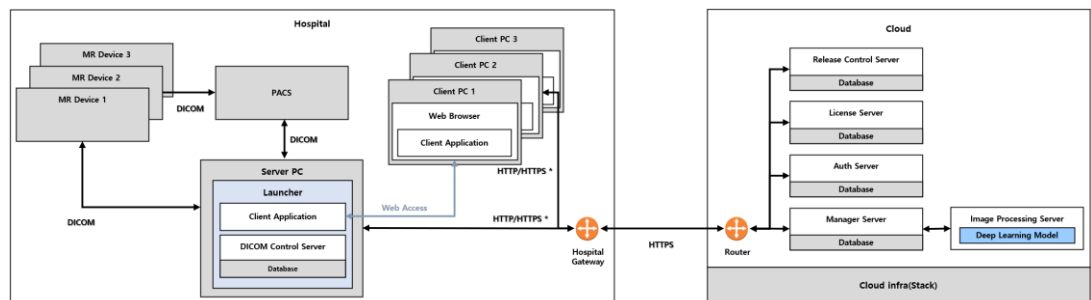 Hospital
MR Device 3
MR Device 2
MR Device 1
DICOM
PACS
DICOM
DICOM
Client PC 3
Client PC 2
Client PC 1
Web Browser
Client Application
Server PC
Launcher
Client Application
DICOM Control Server
Database
Web Access
HTTP/HTTPS *
HTTP/HTTPS *
Hospital
Gateway
HTTPS
Cloud
Router
Release Control Server
Database
License Server
Database
Auth Server
Database
Manager Server
Database
Image Processing Server
Deep Learning Model
Cloud infra(Stack)